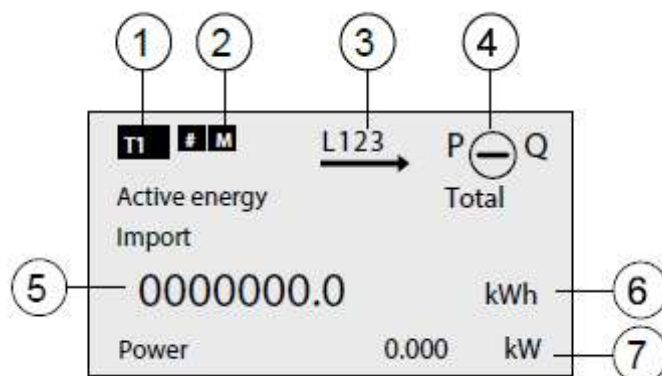 1 2 3 4
T1 # M L123 P Q
Active energy Total
Import
5 0000000.0 kWh 6
Power 0.000 kW 7